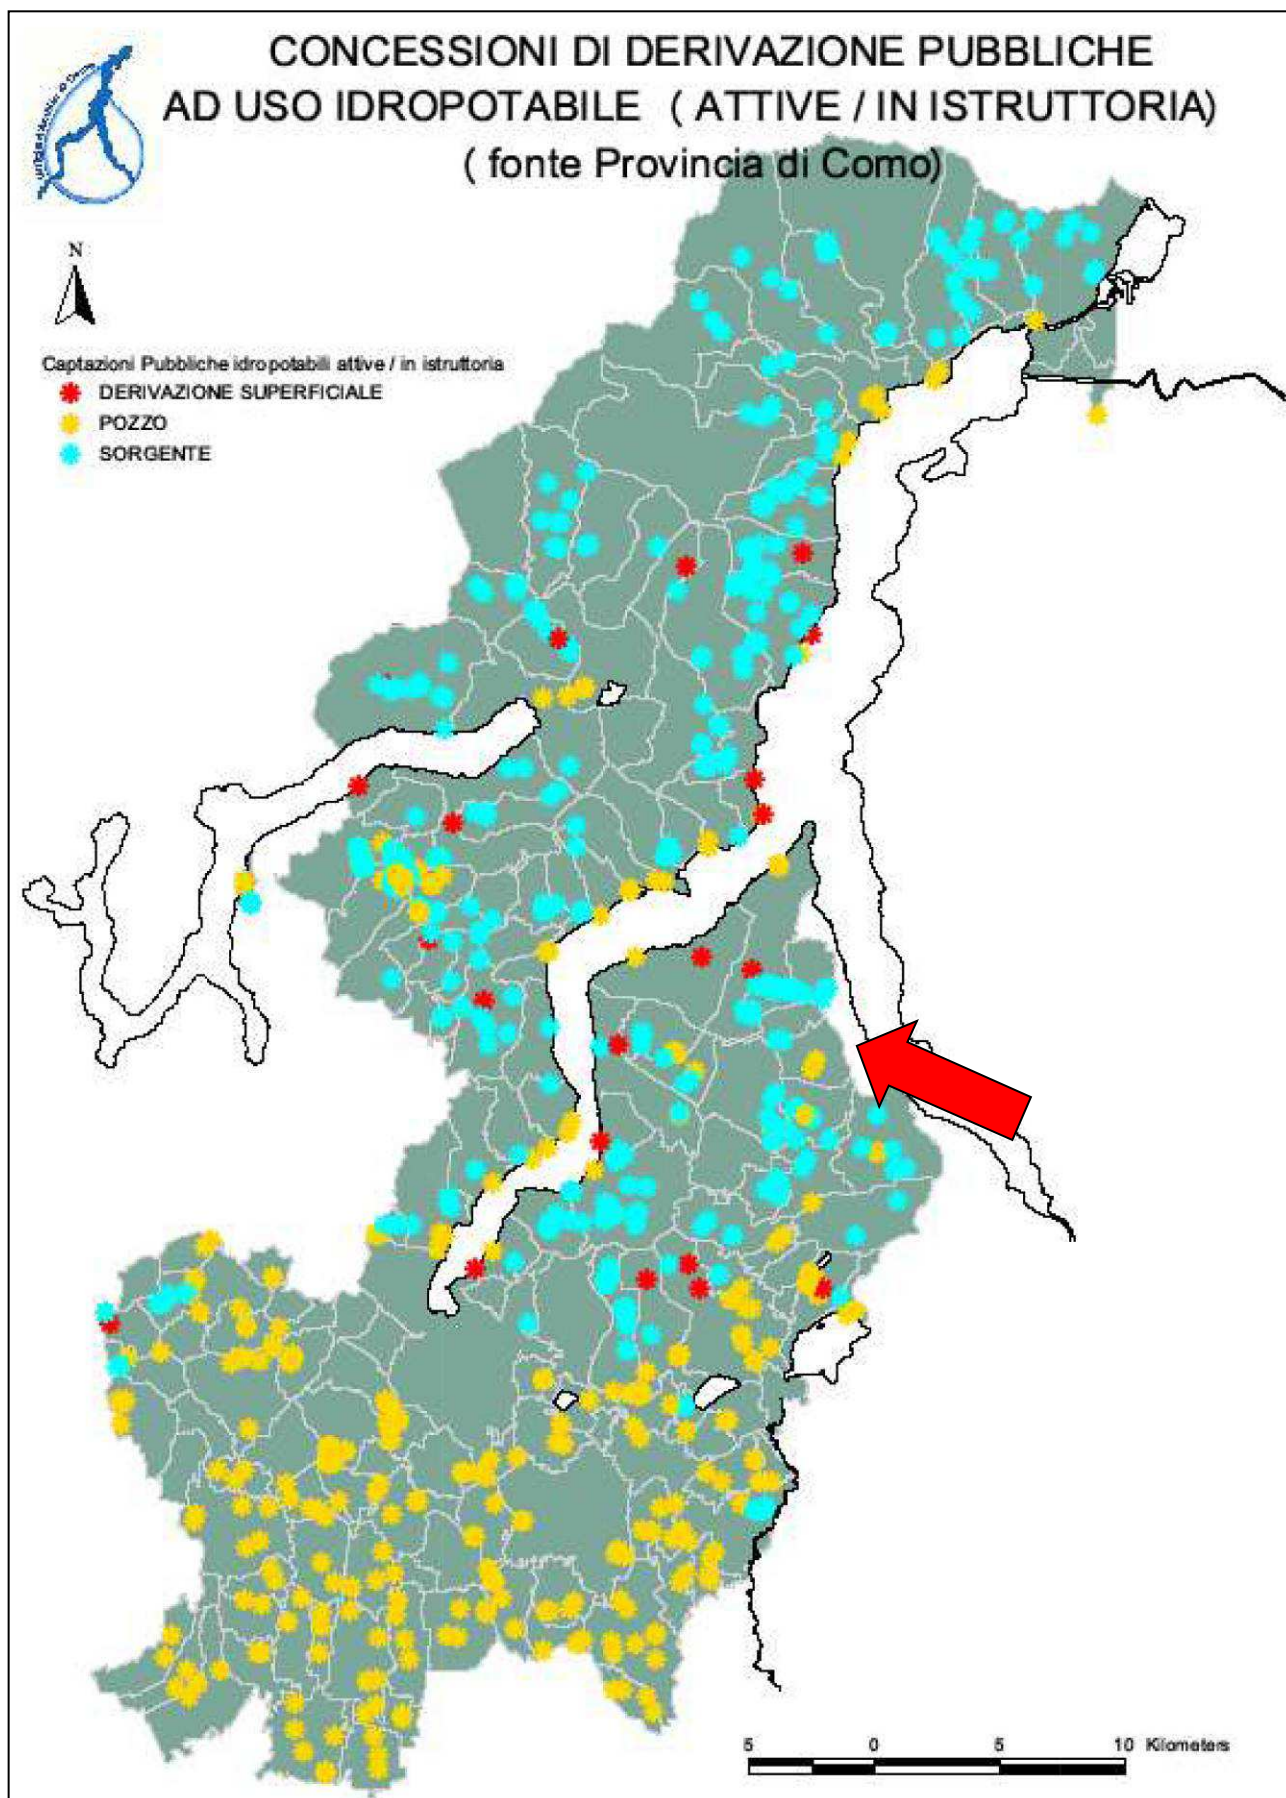 CONCESSIONI DI DERIVAZIONE PUBBLICHE
AD USO IDROPOTABILE ( ATTIVE / IN ISTRUTTORIA)
( fonte Provincia di Como)
N
Captazioni Pubbliche idropotabili attive / in istruttoria
DERIVAZIONE SUPERFICIALE
POZZO
SORGENTE
5 0 5 10 Kilometers